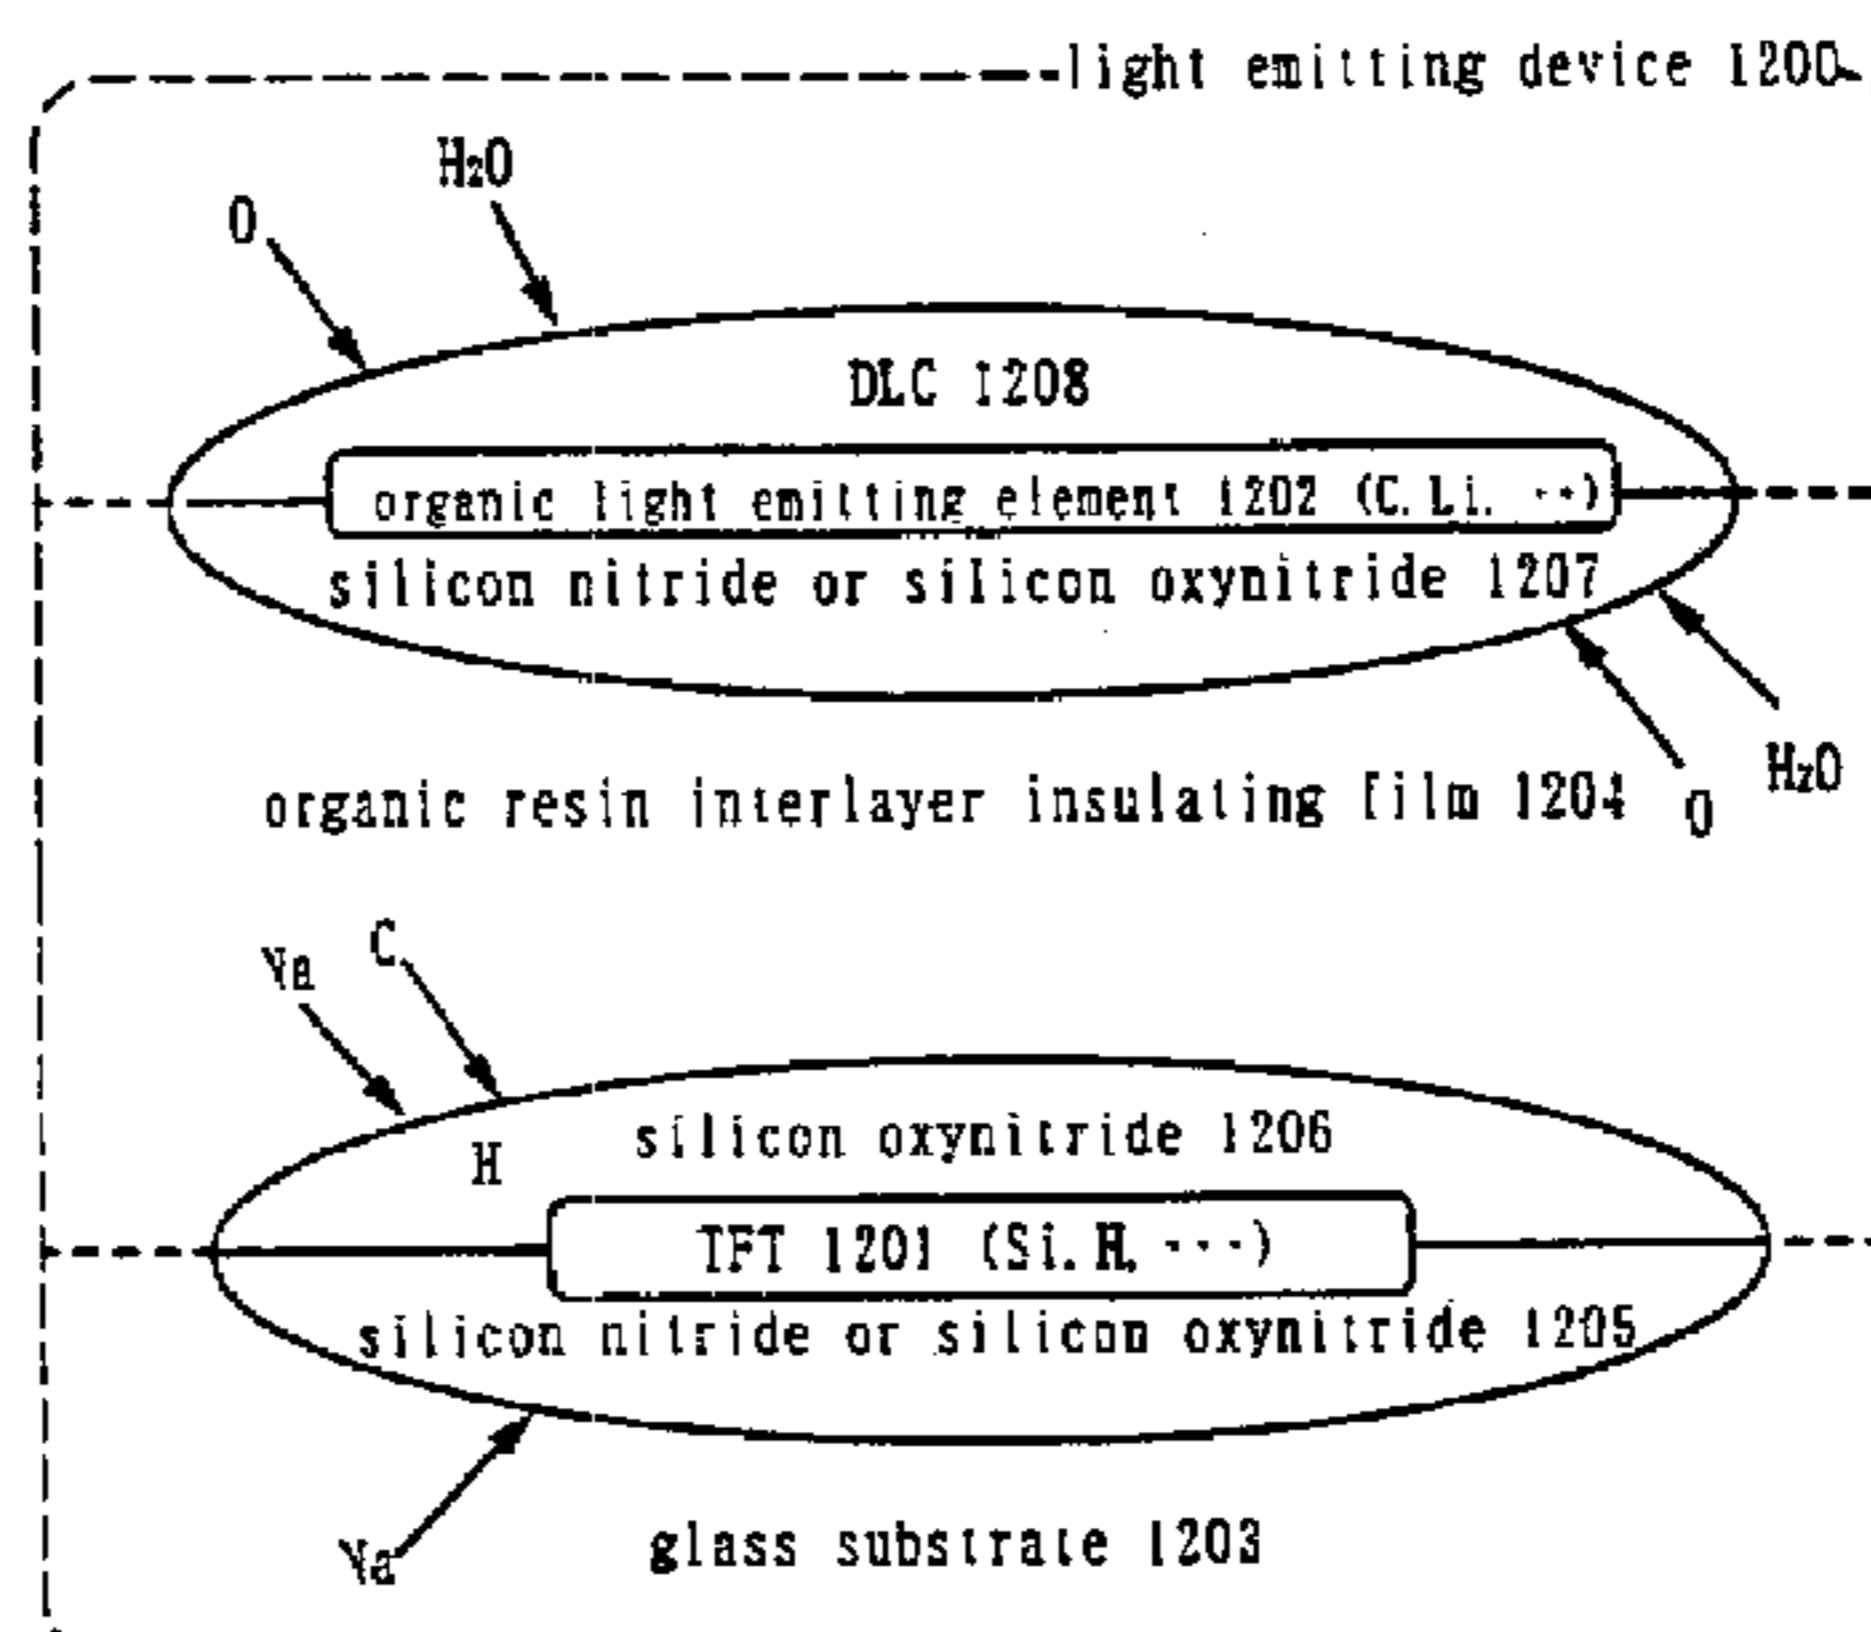 light emitting device 1200
H₂O
O
DLC 1208
organic light emitting element 1202 (C. Li. ··)
silicon nitride or silicon oxynitride 1207
H₂O
organic resin interlayer insulating film 1204
O
C
Na
silicon oxynitride 1206
H
TFT 1201 (Si. H, ···)
silicon nitride or silicon oxynitride 1205
Na
glass substrate 1203